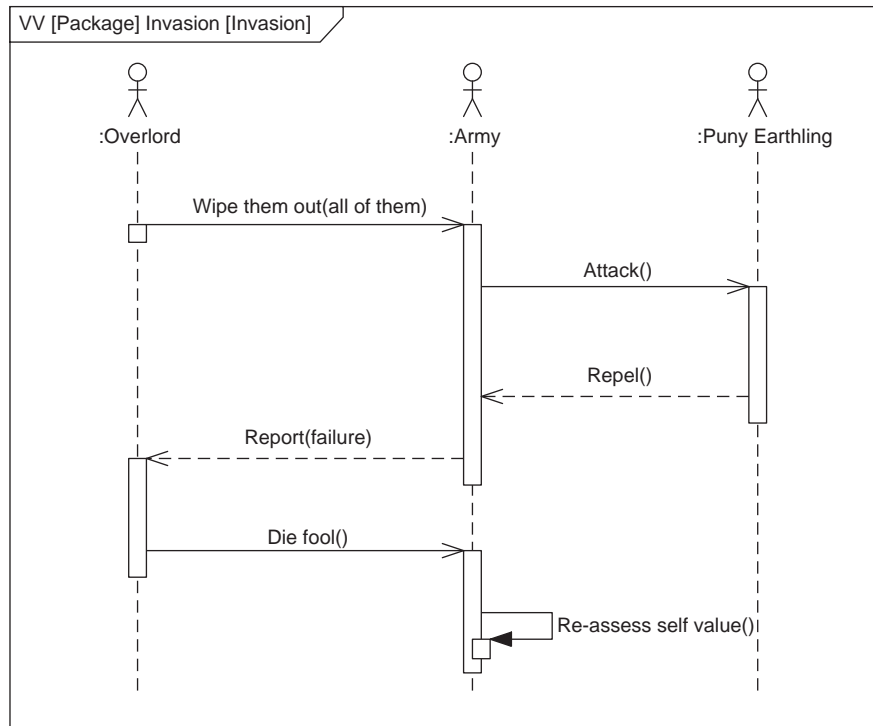 VV [Package] Invasion [Invasion]
:Overlord
:Army
:Puny Earthling
Wipe them out(all of them)
Attack()
Repel()
Report(failure)
Die fool()
Re-assess self value()